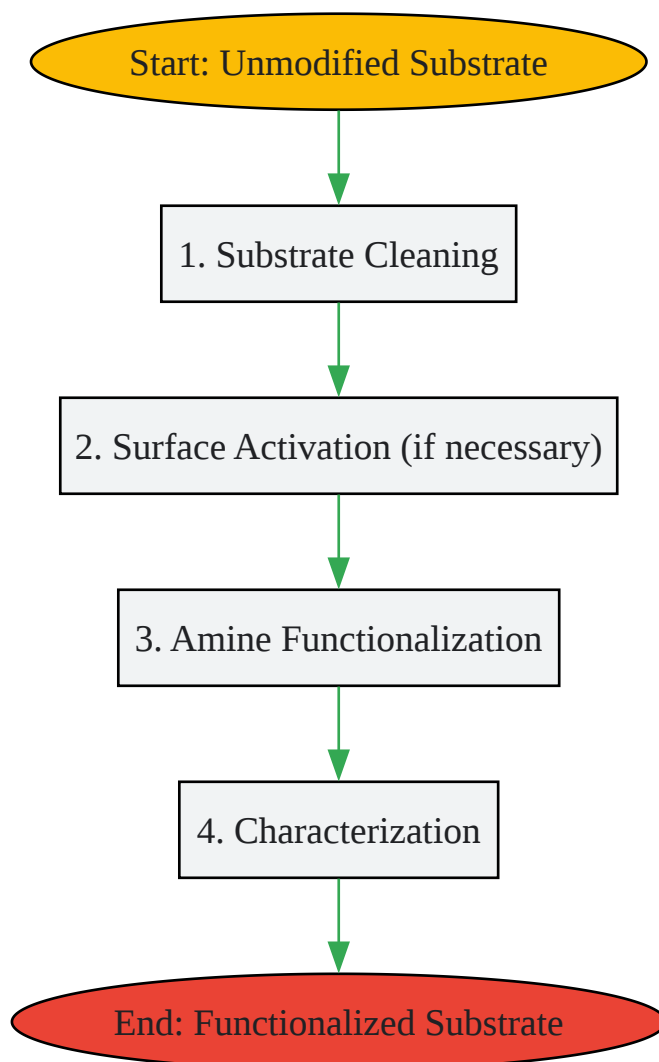 Start: Unmodified Substrate
1. Substrate Cleaning
2. Surface Activation (if necessary)
3. Amine Functionalization
4. Characterization
End: Functionalized Substrate